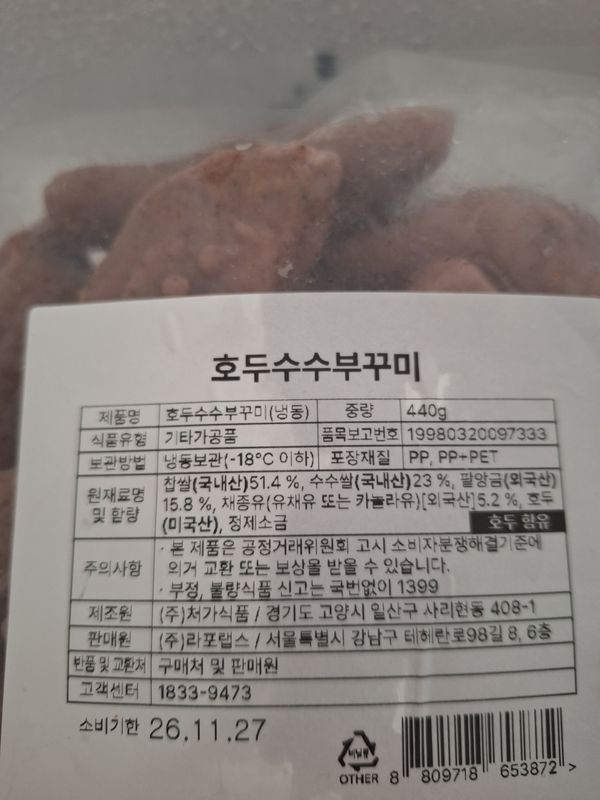 호두수수부꾸미
제품명 호두수수부꾸미(냉동) 중량 440g
식품유형 기타가공품 품목보고번호 19980320097333
보관방법 냉동보관(-18°C 이하) 포장재질 PP, PP+PET
원재료명 및 함량 찹쌀(국내산)51.4 %, 수수쌀(국내산)23 %, 팥앙금(외국산)
15.8 %, 채종유(유채유 또는 카놀라유)[외국산]5.2 %, 호두
(미국산), 정제소금 호두 함유
주의사항 · 본 제품은 공정거래위원회 고시 소비자분쟁해결기준에
의거 교환 또는 보상을 받을 수 있습니다.
· 부정, 불량식품 신고는 국번없이 1399
제조원 (주)처가식품 / 경기도 고양시 일산구 사리현동 408-1
판매원 (주)라포랩스 / 서울특별시 강남구 테헤란로98길 8, 6층
반품 및 교환처 구매처 및 판매원
고객센터 1833-9473
소비기한 26.11.27
비닐류
OTHER
8 809718 653872 >